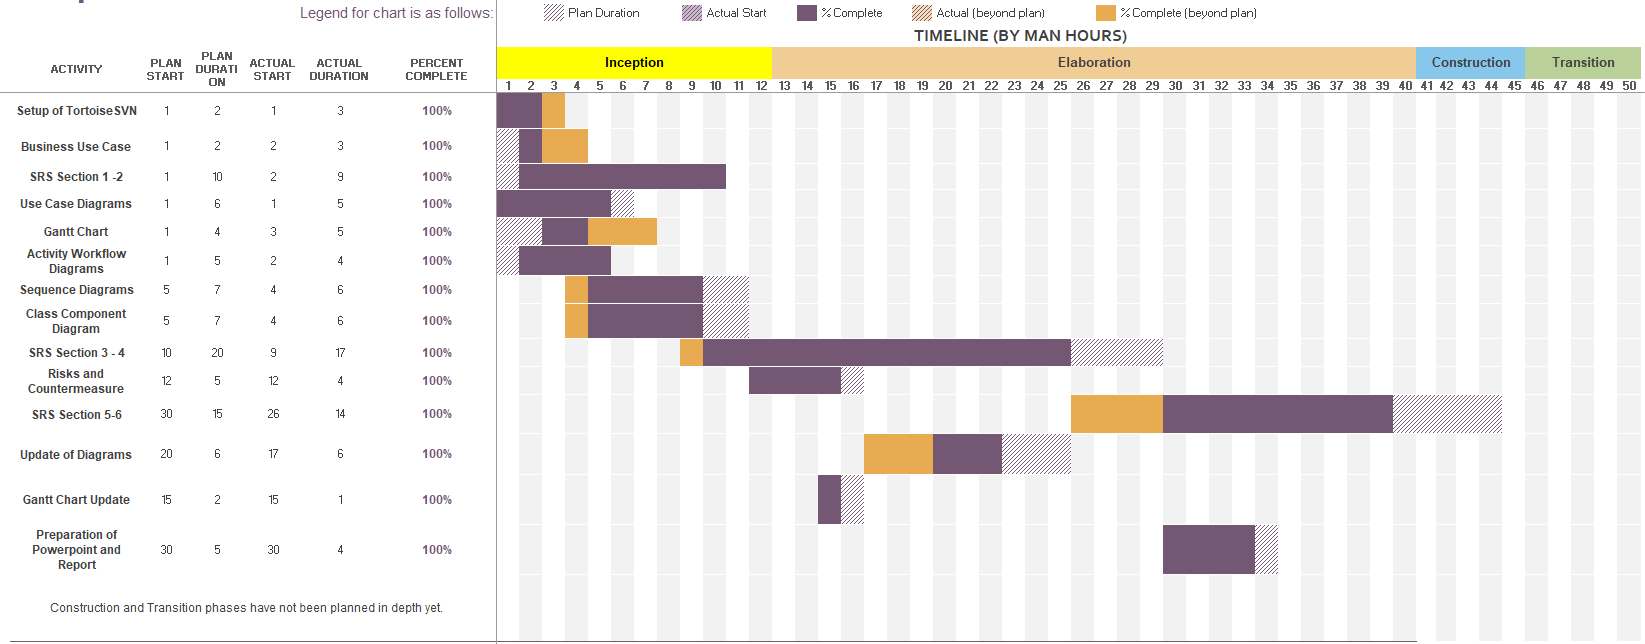 Legend for chart is as follows:
Plan Duration Actual Start % Complete Actual (beyond plan) % Complete (beyond plan)
TIMELINE (BY MAN HOURS)
ACTIVITY PLAN START PLAN DURATI ON ACTUAL START ACTUAL DURATION PERCENT COMPLETE
Inception Elaboration Construction Transition
1 2 3 4 5 6 7 8 9 10 11 12 13 14 15 16 17 18 19 20 21 22 23 24 25 26 27 28 29 30 31 32 33 34 35 36 37 38 39 40 41 42 43 44 45 46 47 48 49 50
Setup of TortoiseSVN 1 2 1 3 100%
Business Use Case 1 2 2 3 100%
SRS Section 1 -2 1 10 2 9 100%
Use Case Diagrams 1 6 1 5 100%
Gantt Chart 1 4 3 5 100%
Activity Workflow
Diagrams 1 5 2 4 100%
Sequence Diagrams 5 7 4 6 100%
Class Component
Diagram 5 7 4 6 100%
SRS Section 3 - 4 10 20 9 17 100%
Risks and
Countermeasure 12 5 12 4 100%
SRS Section 5-6 30 15 26 14 100%
Update of Diagrams 20 6 17 6 100%
Gantt Chart Update 15 2 15 1 100%
Preparation of
Powerpoint and 30 5 30 4 100%
Report
Construction and Transition phases have not been planned in depth yet.